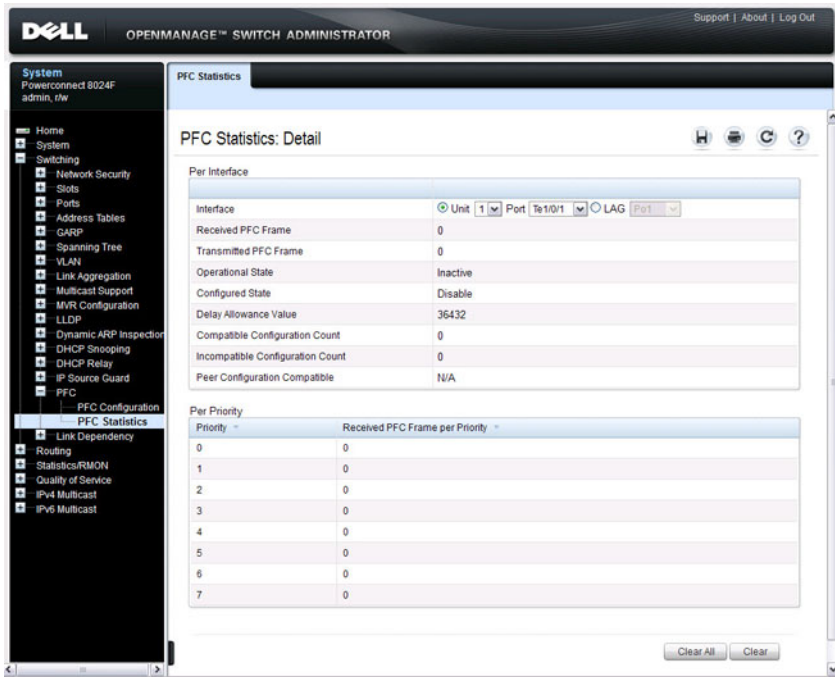 DELL
OPENMANAGE™ SWITCH ADMINISTRATOR
Support | About | Log Out
System
Powerconnect 8024F
admin, r/w
Home
System
Switching
Network Security
Slots
Ports
Address Tables
GARP
Spanning Tree
VLAN
Link Aggregation
Multicast Support
MVR Configuration
LLDP
Dynamic ARP Inspection
DHCP Snooping
DHCP Relay
IP Source Guard
PFC
PFC Configuration
PFC Statistics
Link Dependency
Routing
Statistics/RMON
Quality of Service
IPv4 Multicast
IPv6 Multicast
PFC Statistics
PFC Statistics: Detail
Per Interface
Interface Unit 1 Port Te1/0/1 LAG Po1
Received PFC Frame 0
Transmitted PFC Frame 0
Operational State Inactive
Configured State Disable
Delay Allowance Value 36432
Compatible Configuration Count 0
Incompatible Configuration Count 0
Peer Configuration Compatible N/A
Per Priority
Priority Received PFC Frame per Priority
0 0
1 0
2 0
3 0
4 0
5 0
6 0
7 0
Clear All Clear